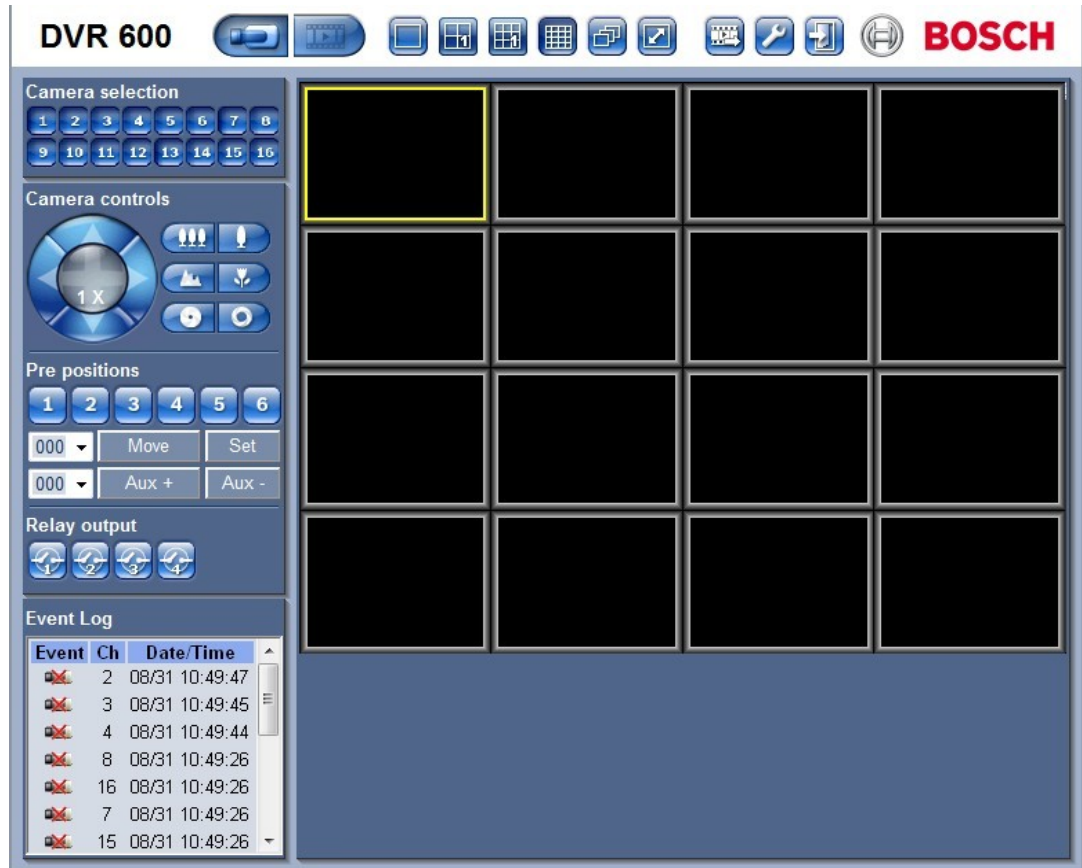 DVR 600
1
1
BOSCH
Camera selection
1 2 3 4 5 6 7 8
9 10 11 12 13 14 15 16
Camera controls
1 X
Pre positions
1 2 3 4 5 6
000 Move Set
000 Aux + Aux -
Relay output
1 2 3 4
Event Log
Event Ch Date/Time
2 08/31 10:49:47
3 08/31 10:49:45
4 08/31 10:49:44
8 08/31 10:49:26
16 08/31 10:49:26
7 08/31 10:49:26
15 08/31 10:49:26